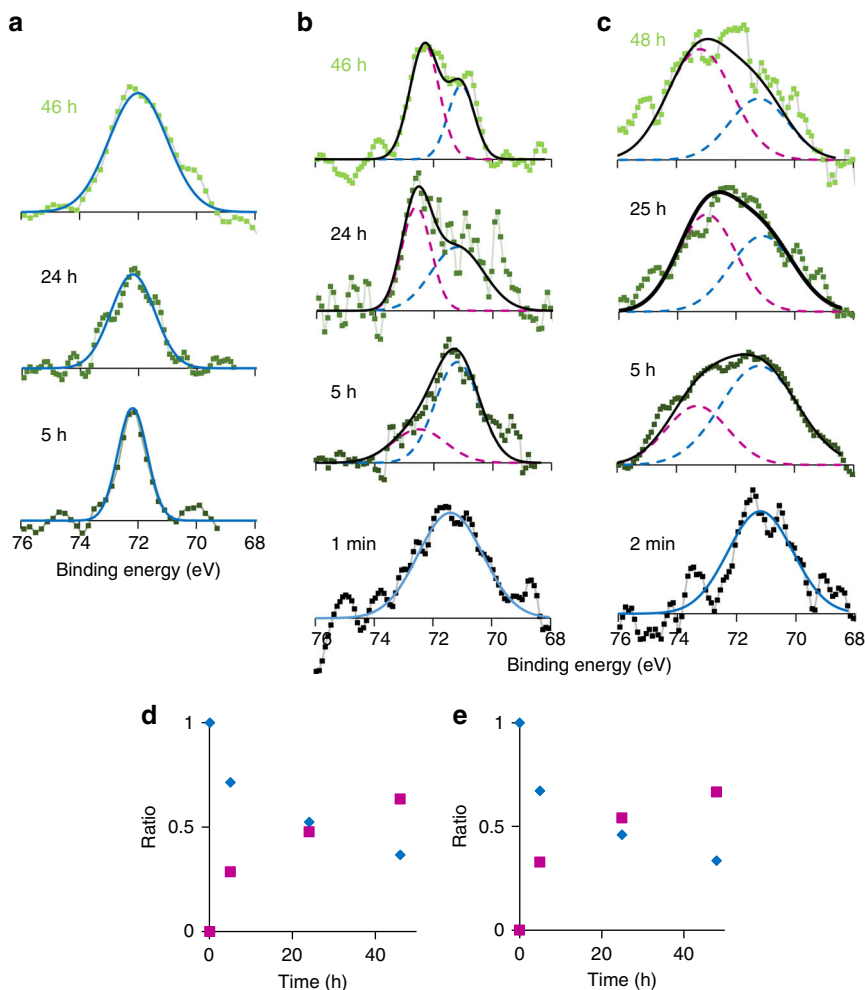 a
b
c
46 h
46 h
48 h
24 h
24 h
25 h
5 h
5 h
5 h
1 min
2 min
76 74 72 70 68
76 74 72 70 68
76 74 72 70 68
Binding energy (eV)
Binding energy (eV)
d
e
1
0.5
0
Ratio
0 20 40
Time (h)
1
0.5
0
Ratio
0 20 40
Time (h)